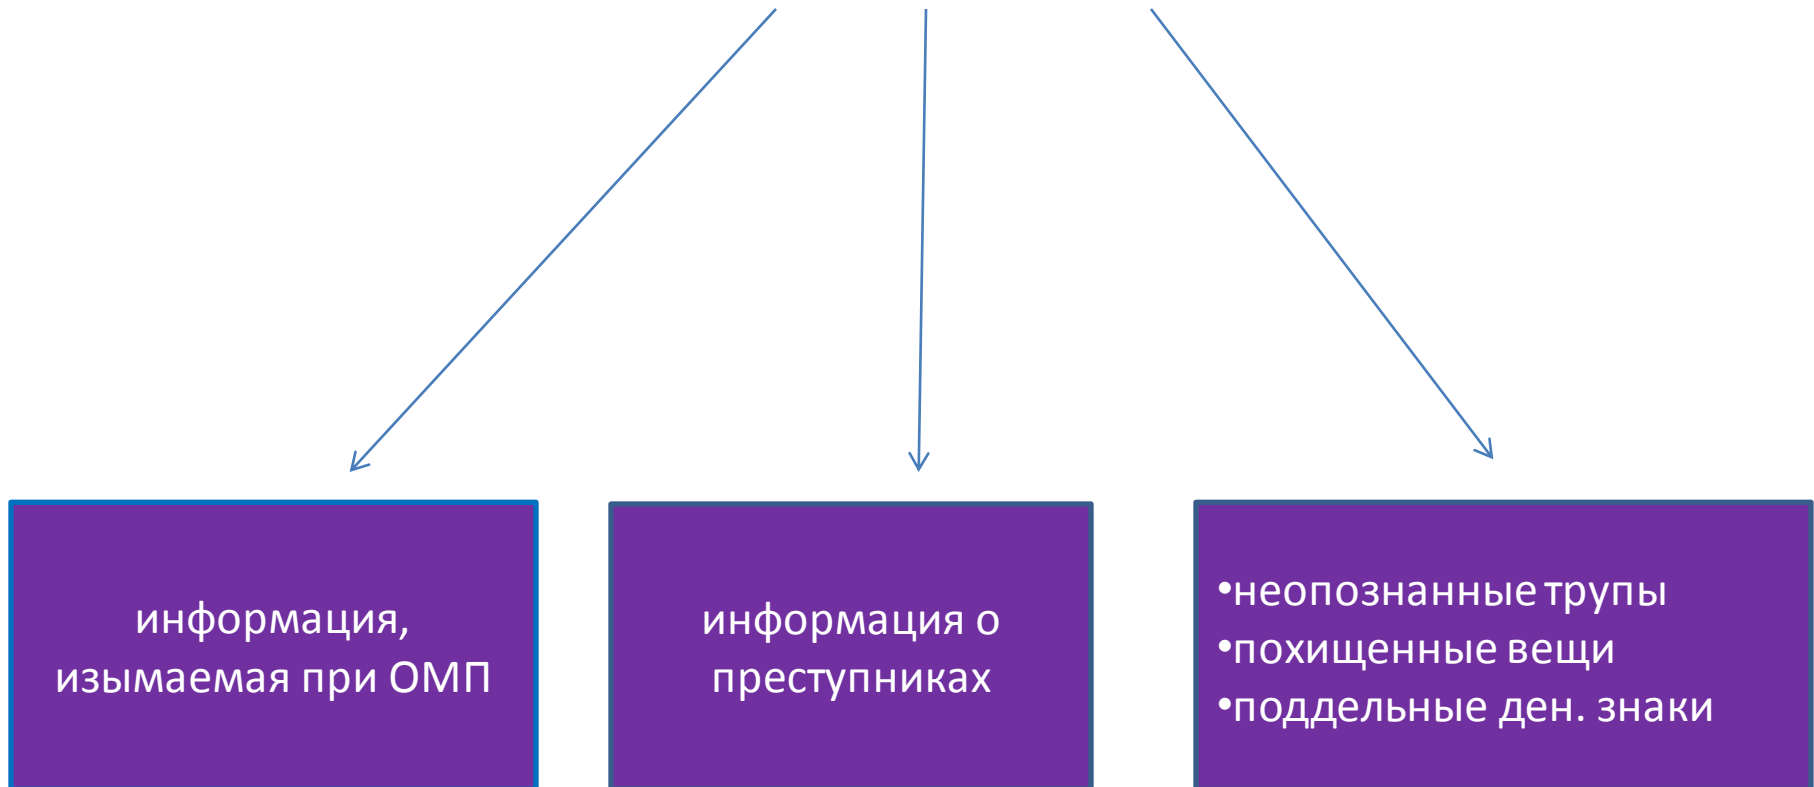 информация,
изымаемая при ОМП
информация о
преступниках
•неопознанные трупы
•похищенные вещи
•поддельные ден. знаки